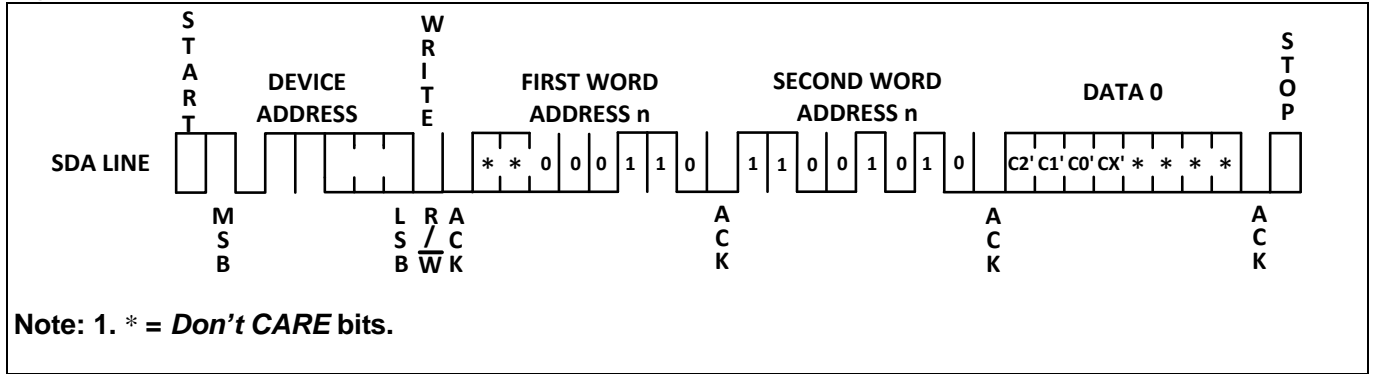 START
WRITE
STOP
DEVICE ADDRESS
FIRST WORD ADDRESS n
SECOND WORD ADDRESS n
DATA 0
SDA LINE
* * 0 0 0 1 1 0
1 1 0 0 1 0 1 0
C2' C1' C0' CX' * * * *
MSB
LSB
R/W̅
ACK
ACK
ACK
ACK
Note: 1. * = Don't CARE bits.